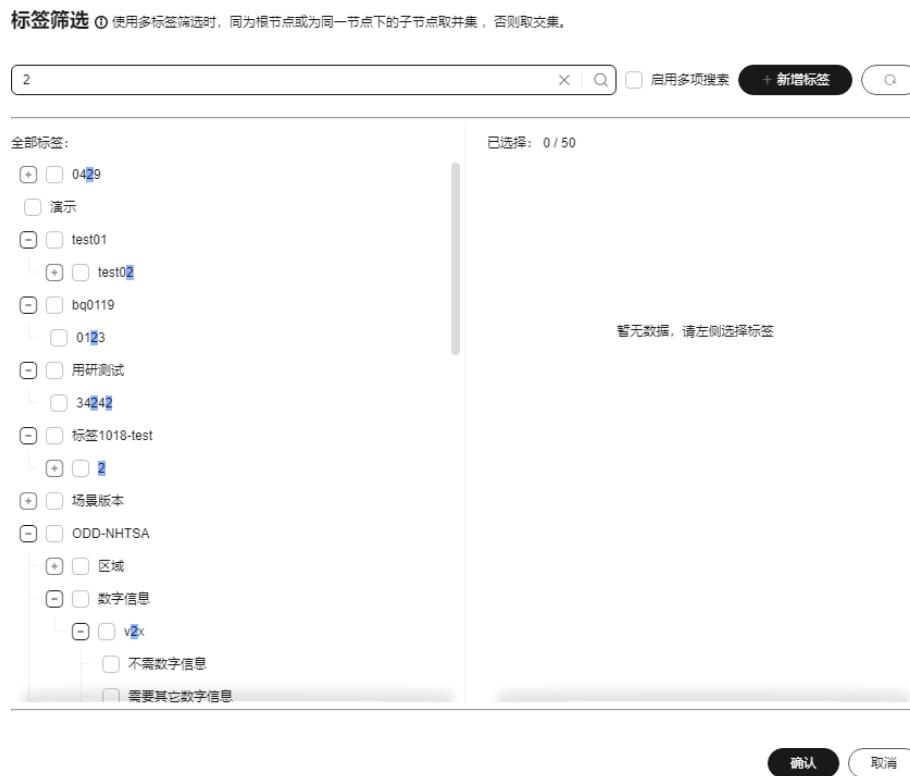 标签筛选 使用多标签筛选时，同为根节点或为同一节点下的子节点取并集，否则取交集。
2 启用多项搜索 + 新增标签
全部标签：
已选择： 0 / 50
0429
演示
test01
test02
bq0119
0123
暂无数据，请左侧选择标签
用研测试
34242
标签1018-test
2
场景版本
ODD-NHTSA
区域
数字信息
v2x
不需数字信息
需要其它数字信息
确认 取消